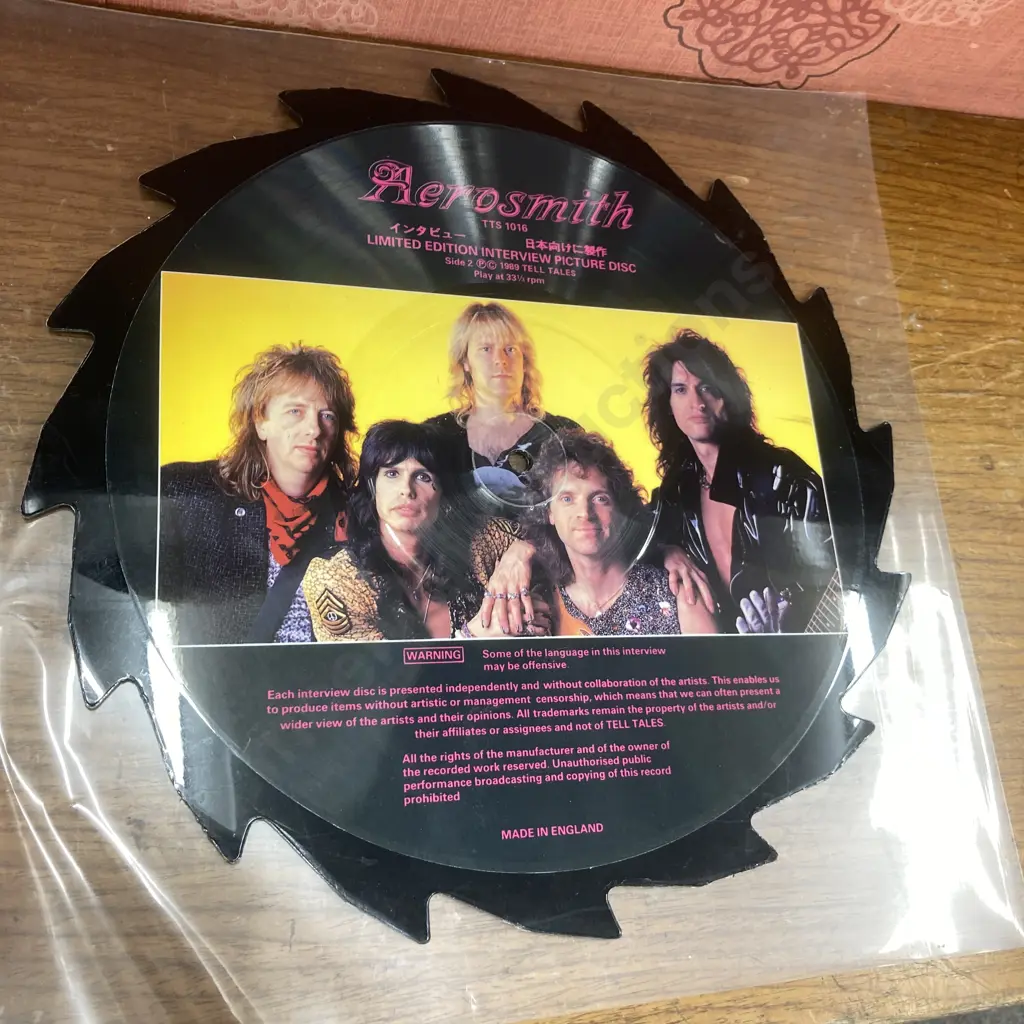 Aerosmith
TTS 1016
インタビュー 日本向けに製作
LIMITED EDITION INTERVIEW PICTURE DISC
Side 2 ⓅⒸ 1989 TELL TALES
Play at 33⅓ rpm
WARNING
Some of the language in this interview
may be offensive.
Each interview disc is presented independently and without collaboration of the artists. This enables us
to produce items without artistic or management censorship, which means that we can often present a
wider view of the artists and their opinions. All trademarks remain the property of the artists and/or
their affiliates or assignees and not of TELL TALES.
All the rights of the manufacturer and of the owner of
the recorded work reserved. Unauthorised public
performance broadcasting and copying of this record
prohibited
MADE IN ENGLAND